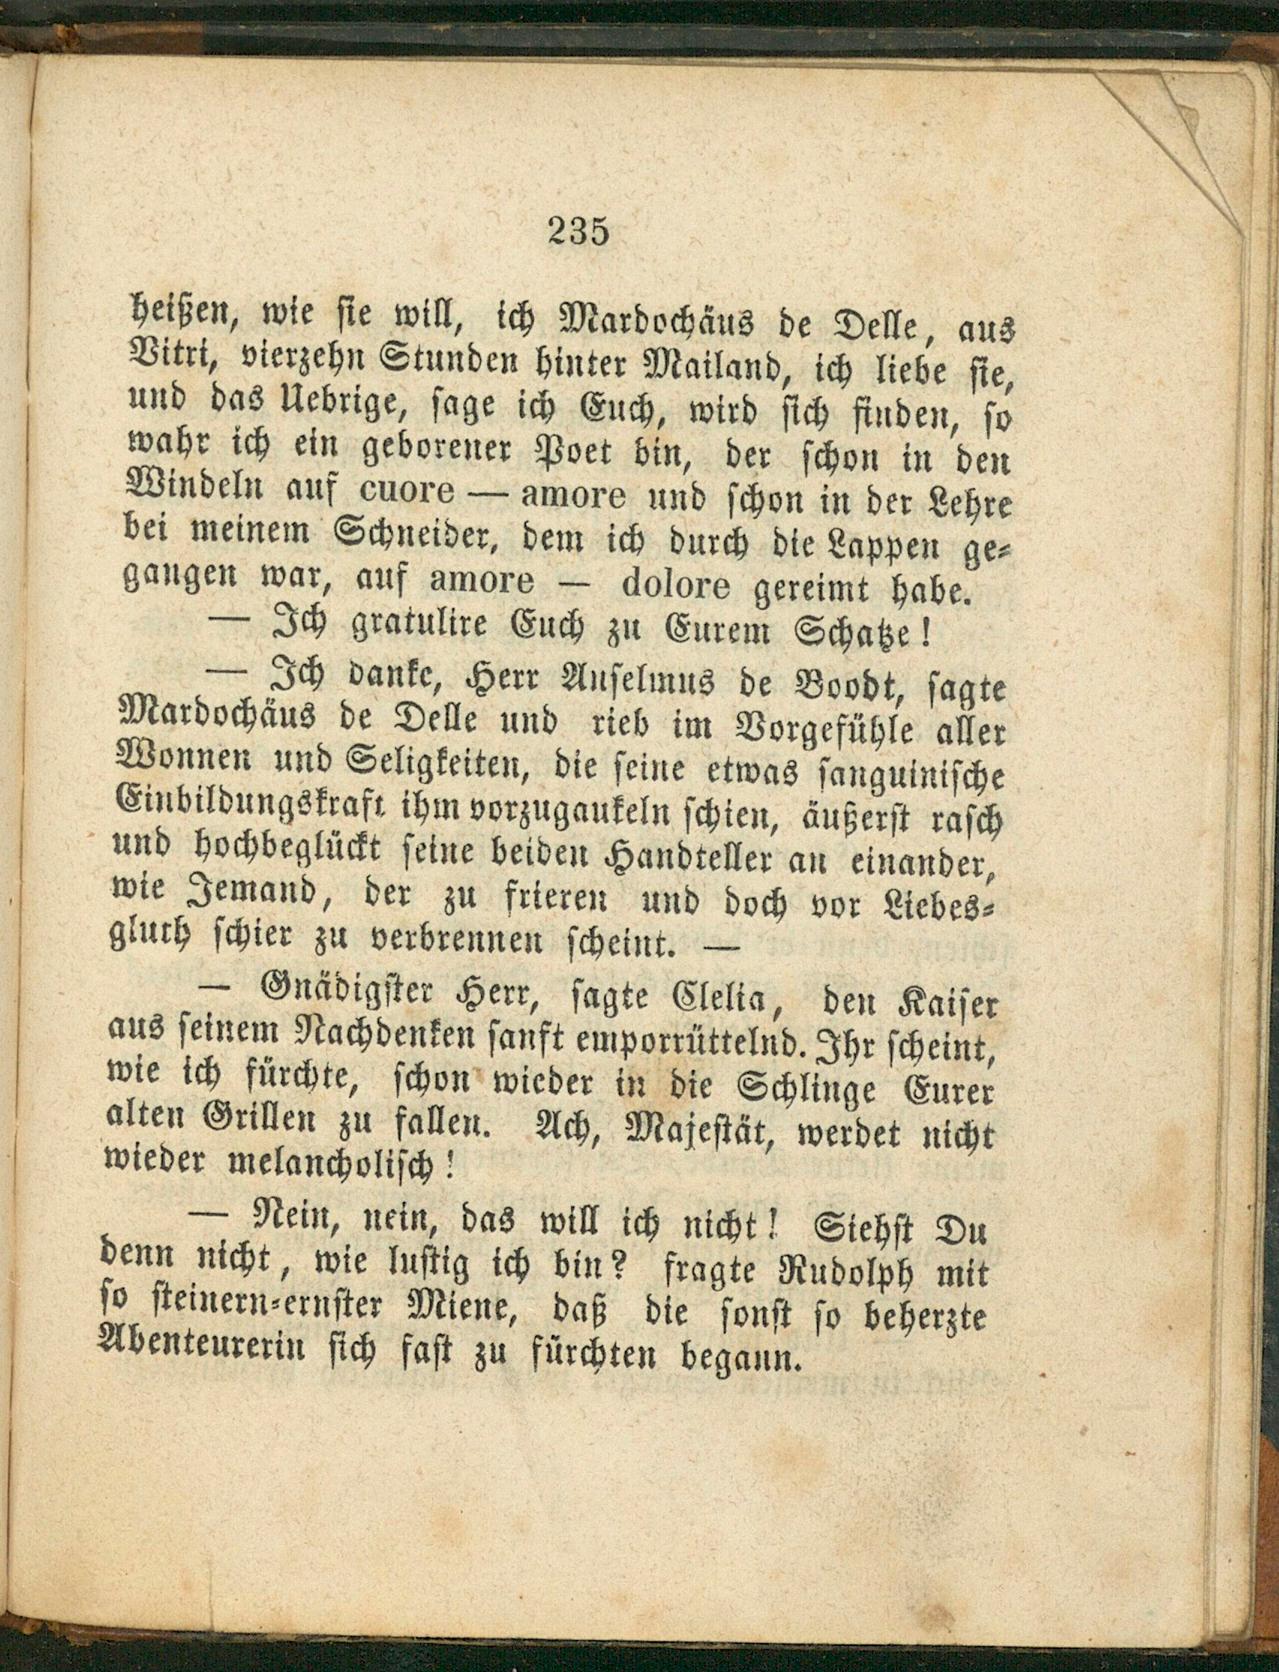 235
heißen, wie sie will, ich Mardochäus de Delle, aus
Vitri, vierzehn Stunden hinter Mailand, ich liebe sie,
und das Uebrige, sage ich Euch, wird sich finden, so
wahr ich ein geborener Poet bin, der schon in den
Windeln auf cuore — amore und schon in der Lehre
bei meinem Schneider, dem ich durch die Lappen ge-
gangen war, auf amore — dolore gereimt habe.
— Ich gratulire Euch zu Eurem Schatze!
— Ich danke, Herr Anselmus de Boodt, sagte
Mardochäus de Delle und rieb im Vorgefühle aller
Wonnen und Seligkeiten, die seine etwas sanguinische
Einbildungskraft ihm vorzugaukeln schien, äußerst rasch
und hochbeglückt seine beiden Handteller an einander,
wie Jemand, der zu frieren und doch vor Liebes-
gluth schier zu verbrennen scheint. —
— Gnädigster Herr, sagte Clelia, den Kaiser
aus seinem Nachdenken sanft emporrüttelnd. Ihr scheint,
wie ich fürchte, schon wieder in die Schlinge Eurer
alten Grillen zu fallen. Ach, Majestät, werdet nicht
wieder melancholisch!
— Nein, nein, das will ich nicht! Siehst Du
denn nicht, wie lustig ich bin? fragte Rudolph mit
so steinern-ernster Miene, daß die sonst so beherzte
Abenteurerin sich fast zu fürchten begann.